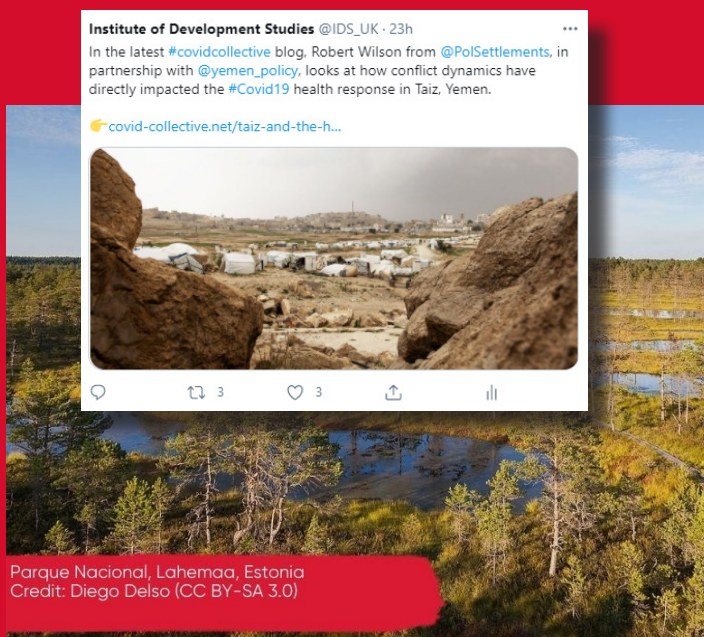 Institute of Development Studies @IDS_UK · 23h
In the latest #covidcollective blog, Robert Wilson from @PolSettlements, in
partnership with @yemen_policy, looks at how conflict dynamics have
directly impacted the #Covid19 health response in Taiz, Yemen.
👉covid-collective.net/taiz-and-the-h...
3
3
Parque Nacional, Lahemaa, Estonia
Credit: Diego Delso (CC BY-SA 3.0)